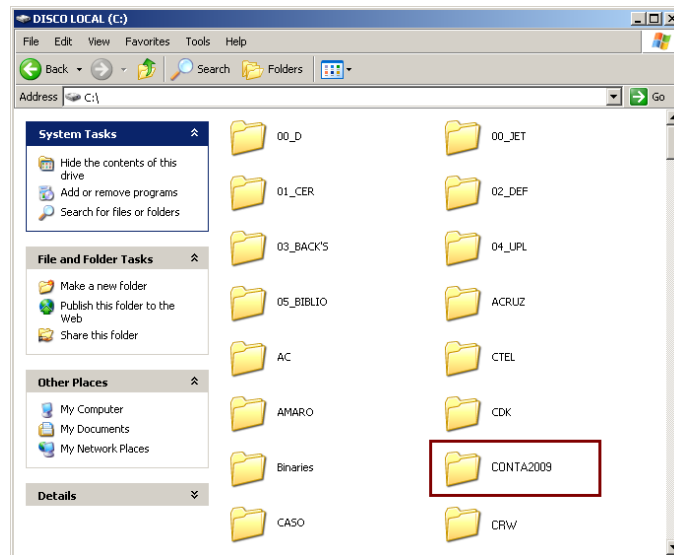 DISCO LOCAL (C:)
File Edit View Favorites Tools Help
Back Search Folders
Address C:\ Go
System Tasks
Hide the contents of this
drive
Add or remove programs
Search for files or folders
File and Folder Tasks
Make a new folder
Publish this folder to the
Web
Share this folder
Other Places
My Computer
My Documents
My Network Places
Details
00_D 00_JET
01_CER 02_DEF
03_BACK'S 04_UPL
05_BIBLIO ACRUZ
AC CTEL
AMARO CDK
Binaries CONTA2009
CASO CRW